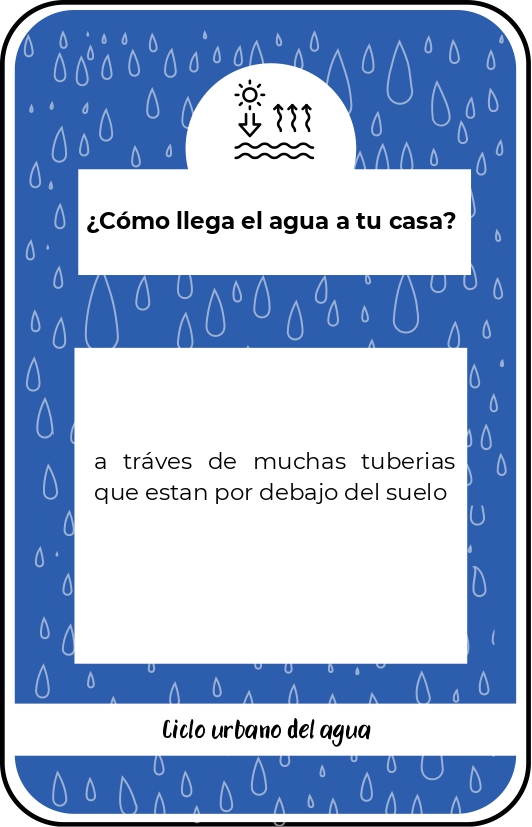 ¿Cómo llega el agua a tu casa?
a tráves de muchas tuberias
que estan por debajo del suelo
Ciclo urbano del agua